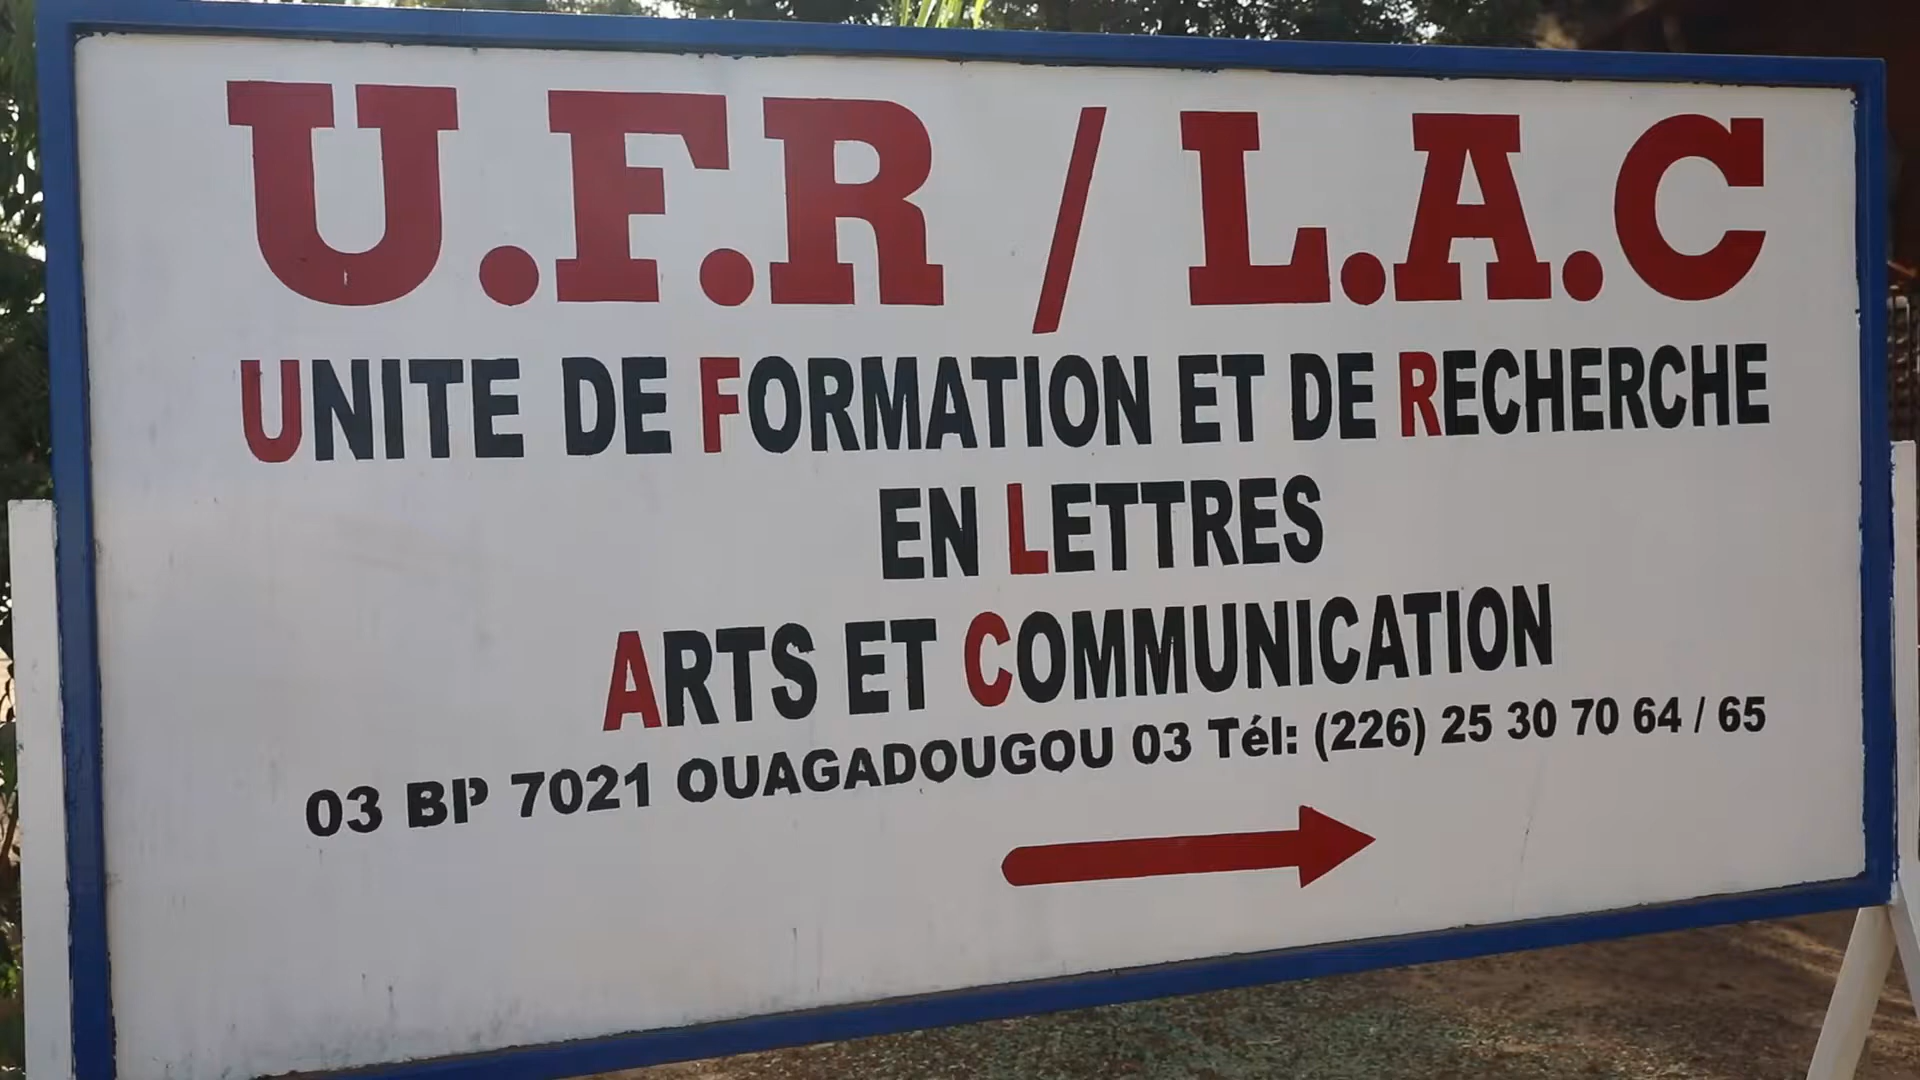 U.F.R / L.A.C
UNITE DE FORMATION ET DE RECHERCHE
EN LETTRES
ARTS ET COMMUNICATION
03 BP 7021 OUAGADOUGOU 03 Tél: (226) 25 30 70 64 / 65